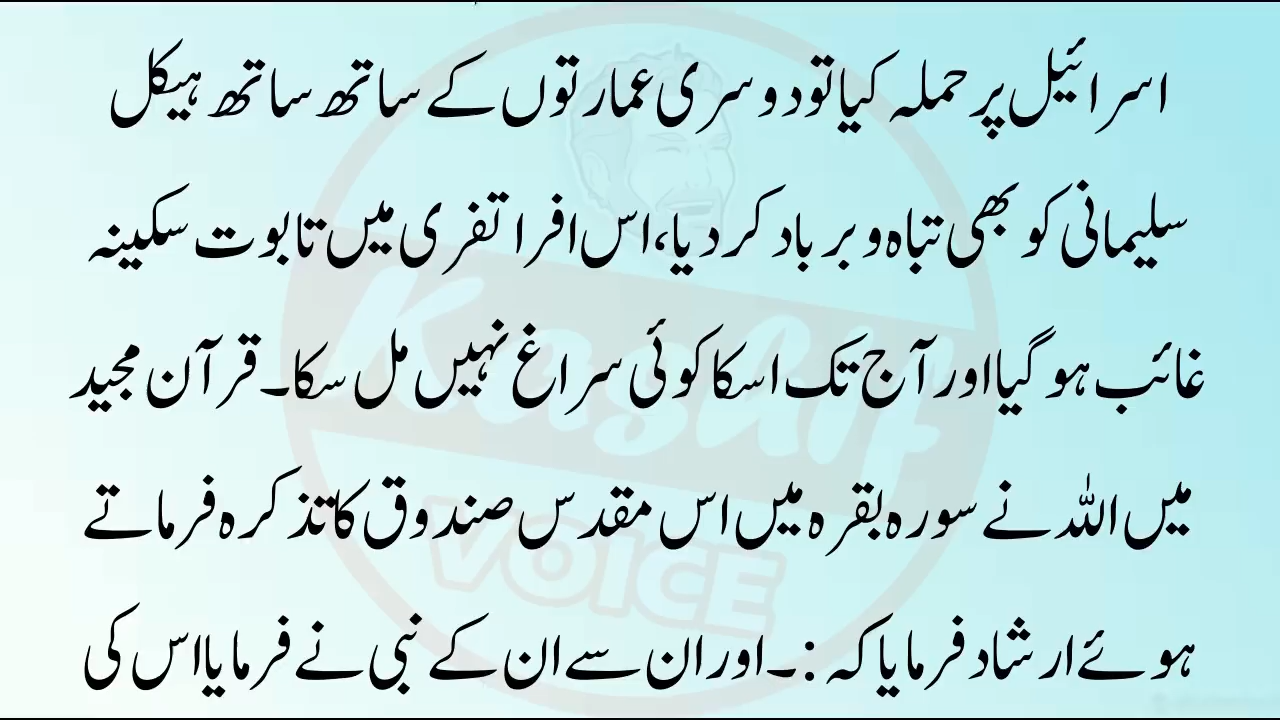 اسرائیل پر حملہ کیا تو دوسری عمارتوں کے ساتھ ساتھ ہیکل
سلیمانی کو بھی تباہ و برباد کر دیا، اس افراتفری میں تابوت سکینہ
غائب ہو گیا اور آج تک اسکا کوئی سراغ نہیں مل سکا۔ قرآن مجید
میں اللہ نے سورہ بقرہ میں اس مقدس صندوق کا تذکرہ فرماتے
ہوئے ارشاد فرمایا کہ :۔ اور ان سے ان کے نبی نے فرمایا اس کی
Kashif
VOICE